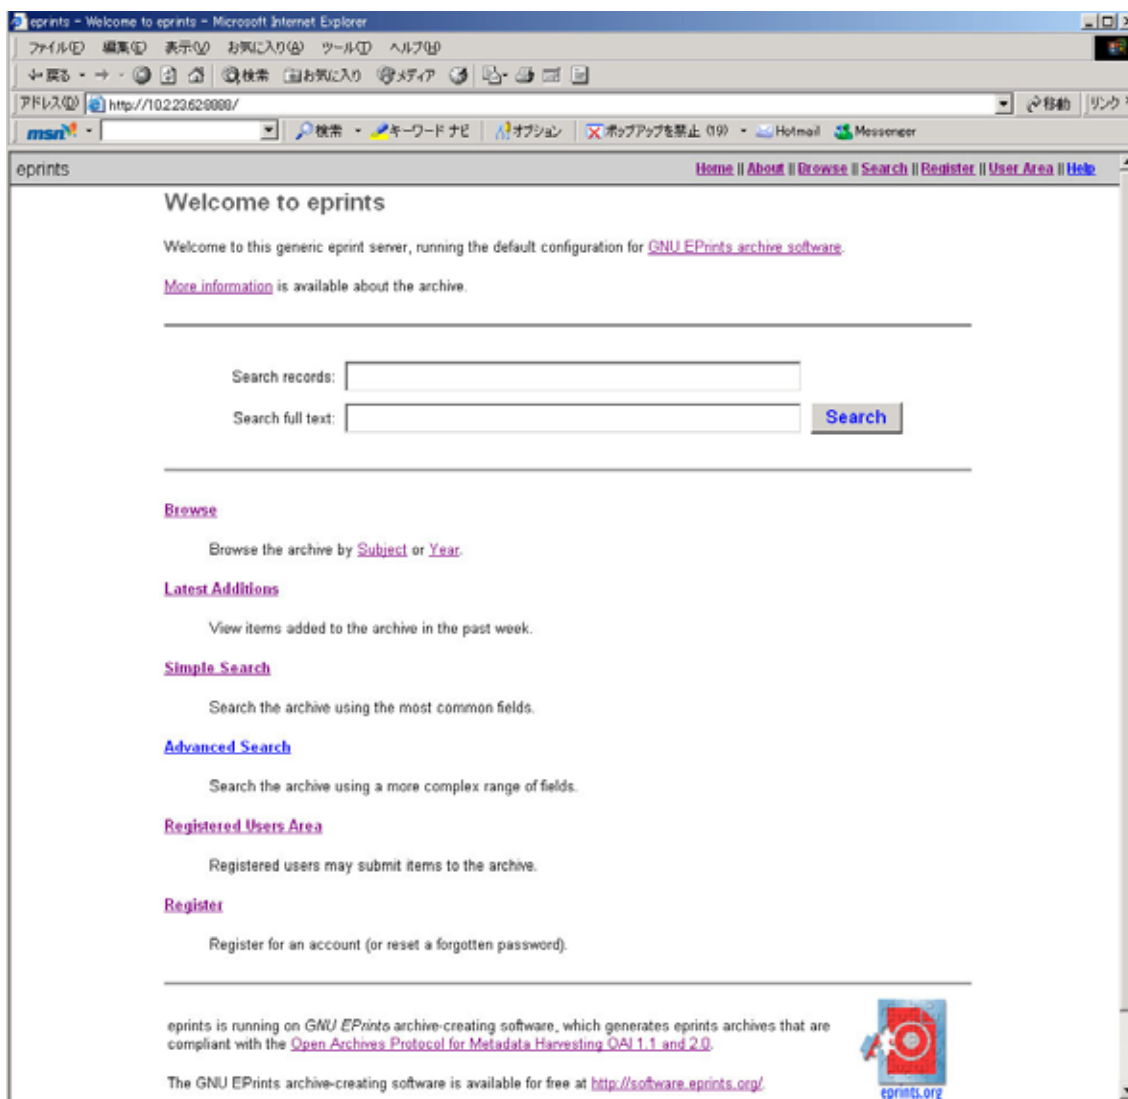 eprints - Welcome to eprints - Microsoft Internet Explorer
ファイル(F) 編集(E) 表示(V) お気に入り(A) ツール(T) ヘルプ(H)
戻る 検索 お気に入り メディア
アドレス(D) http://10.2.23.62:8888/ 移動 リンク
msn 検索 キーワード ナビ オプション ポップアップを禁止 (19) Hotmail Messenger
eprints Home || About || Browse || Search || Register || User Area || Help
Welcome to eprints
Welcome to this generic eprint server, running the default configuration for GNU EPrints archive software.
More information is available about the archive.
Search records:
Search full text: Search
Browse
Browse the archive by Subject or Year.
Latest Additions
View items added to the archive in the past week.
Simple Search
Search the archive using the most common fields.
Advanced Search
Search the archive using a more complex range of fields.
Registered Users Area
Registered users may submit items to the archive.
Register
Register for an account (or reset a forgotten password).
eprints is running on GNU EPrints archive-creating software, which generates eprints archives that are
compliant with the Open Archives Protocol for Metadata Harvesting OAI 1.1 and 2.0.
The GNU EPrints archive-creating software is available for free at http://software.eprints.org/.
eprints.org